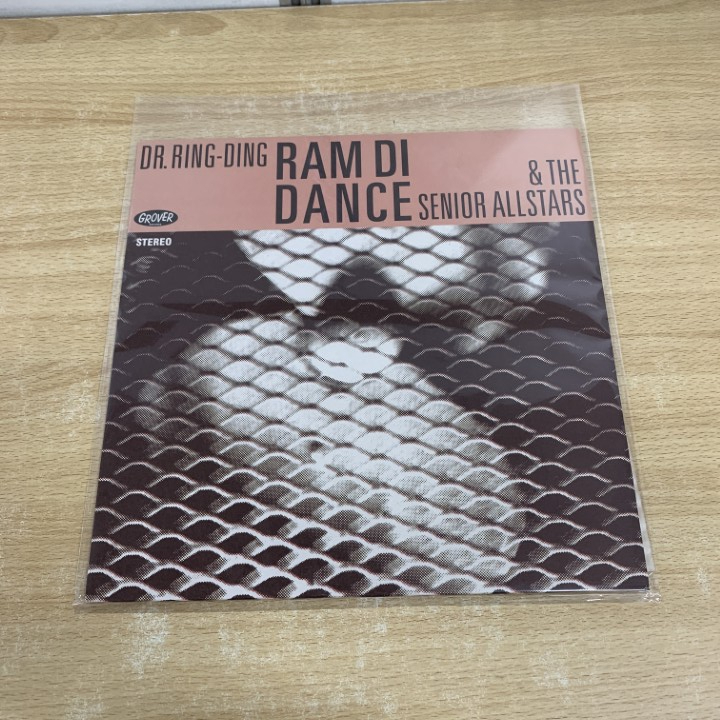 DR. RING-DING
RAM DI
DANCE
& THE
SENIOR ALLSTARS
GROVER
STEREO